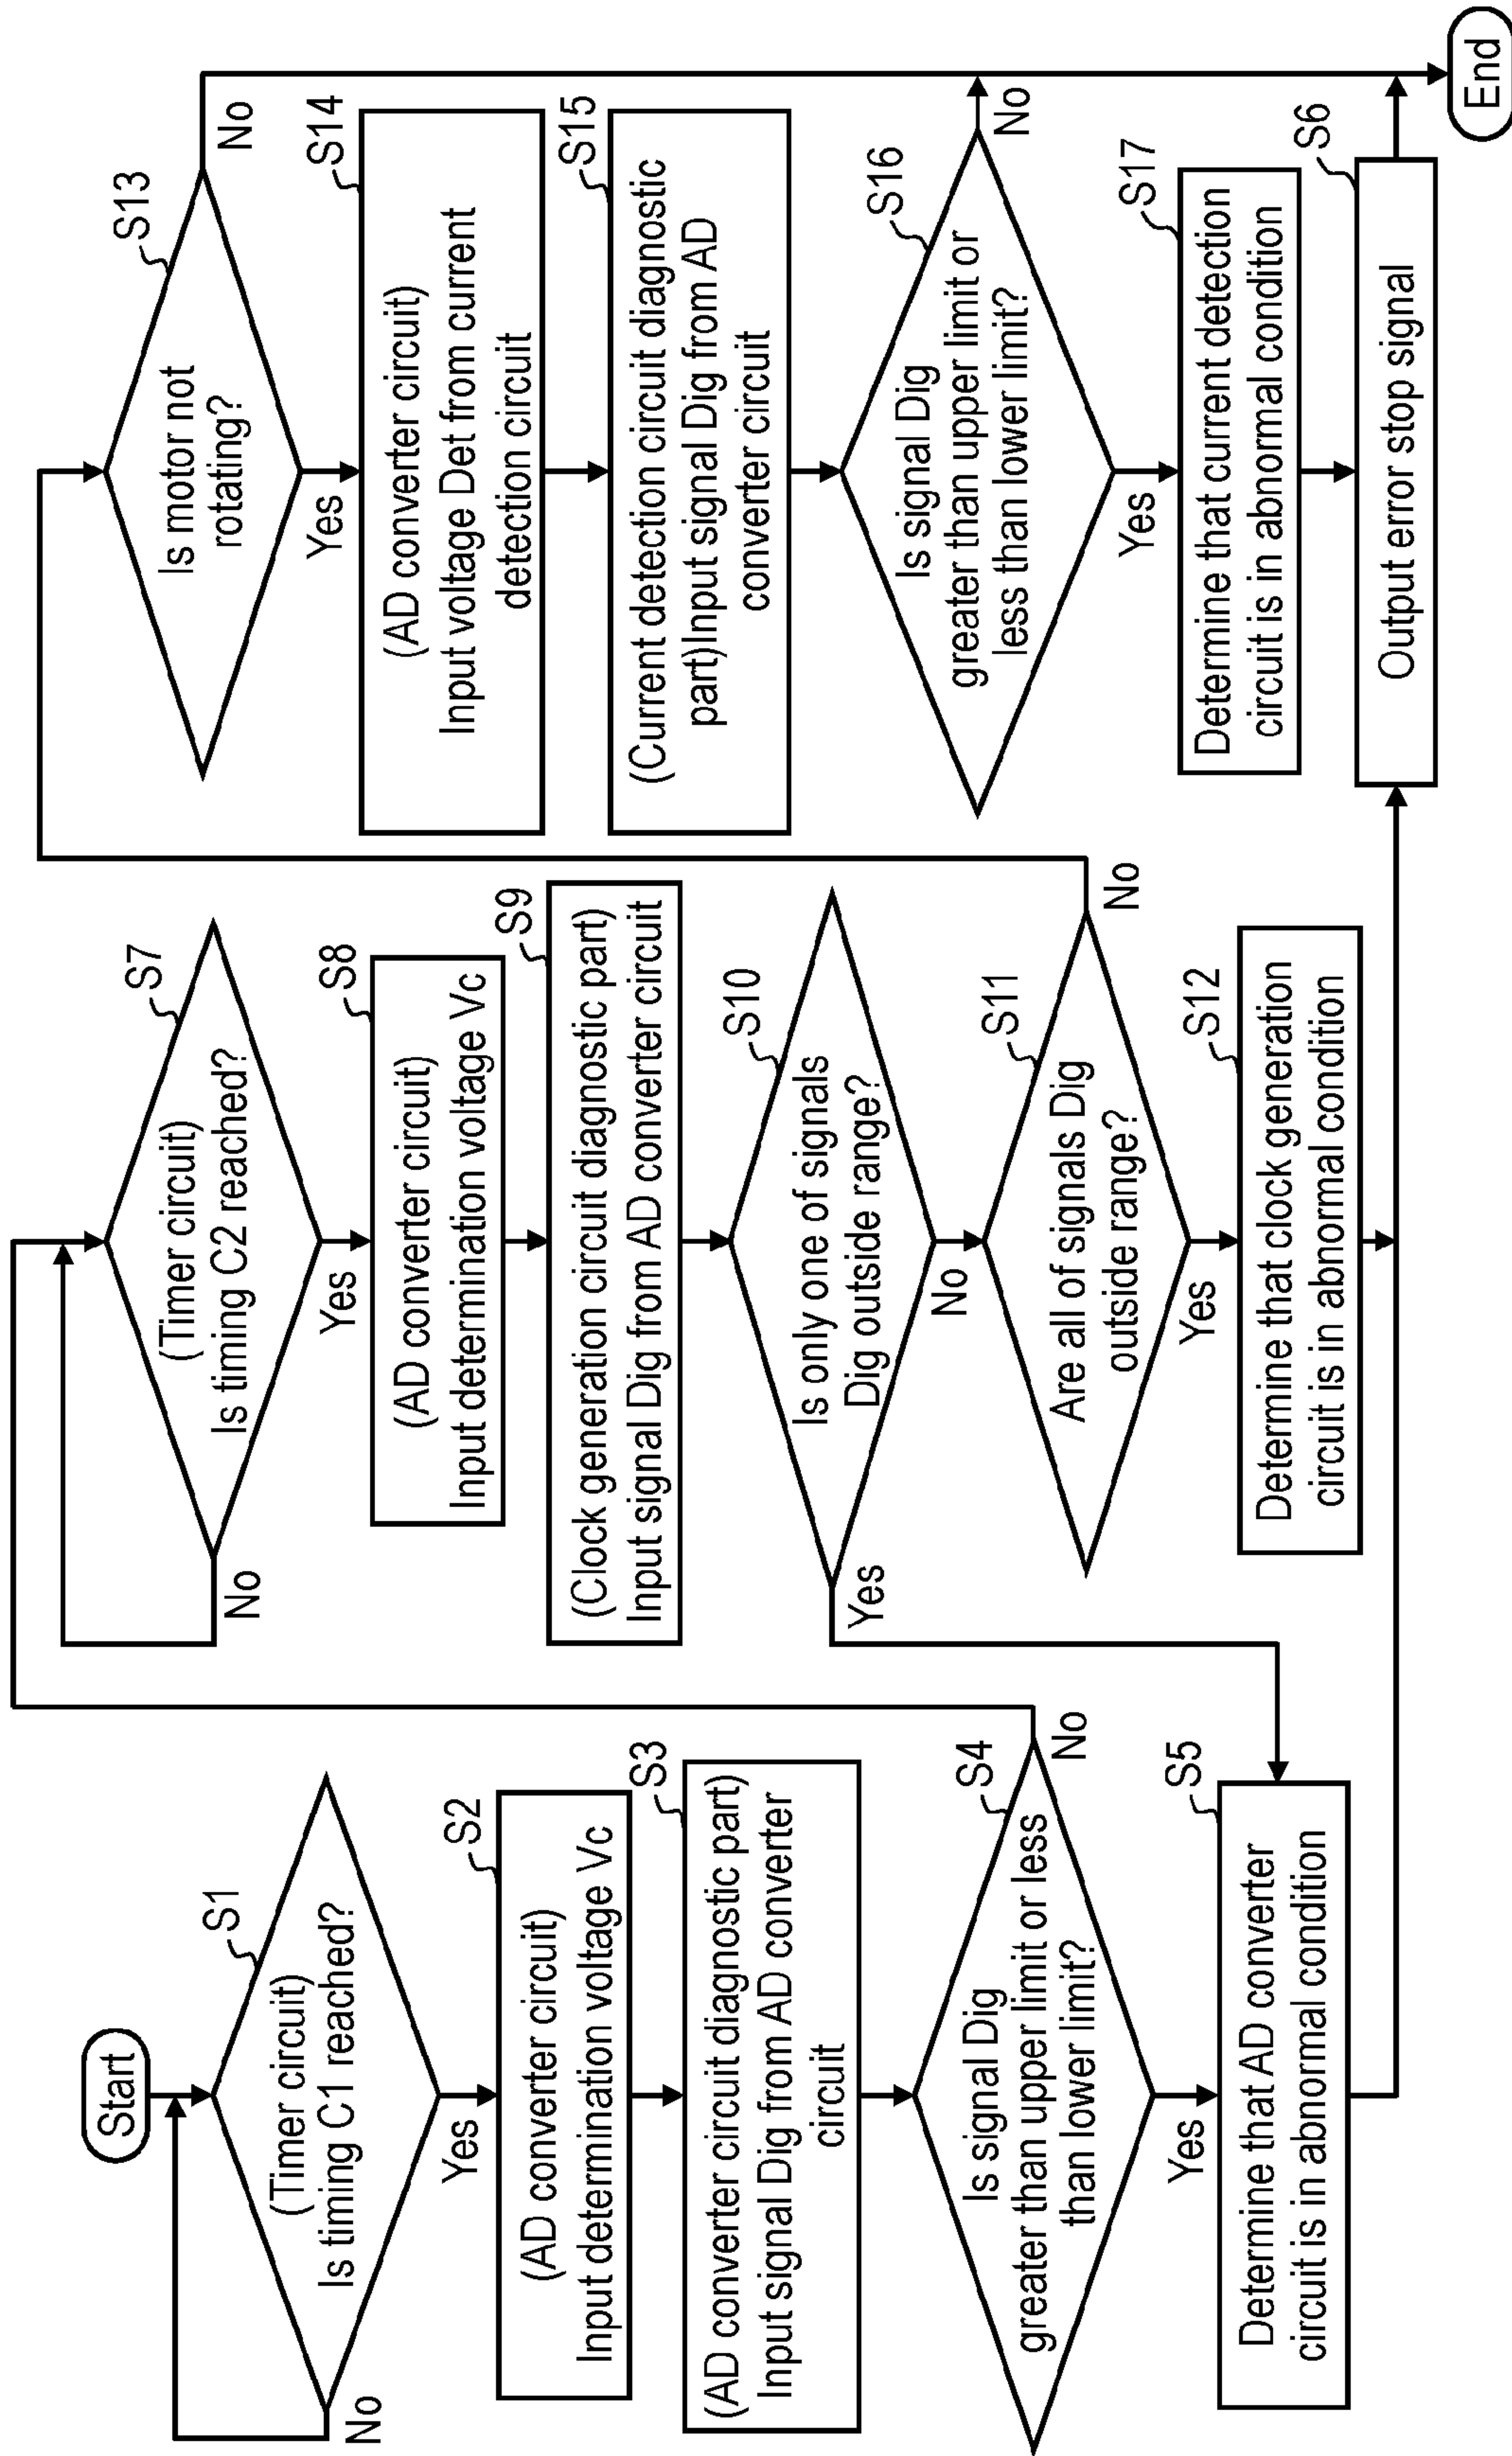 Start
S1
(Timer circuit)
Is timing C1 reached?
No
Yes
S2
(AD converter circuit)
Input determination voltage Vc
S3
(AD converter circuit diagnostic part)
Input signal Dig from AD converter
circuit
S4
Is signal Dig
greater than upper limit or less
than lower limit?
No
Yes
S5
Determine that AD converter
circuit is in abnormal condition
S7
(Timer circuit)
Is timing C2 reached?
No
Yes
S8
(AD converter circuit)
Input determination voltage Vc
S9
(Clock generation circuit diagnostic part)
Input signal Dig from AD converter circuit
S10
Is only one of signals
Dig outside range?
Yes
No
S11
Are all of signals Dig
outside range?
No
Yes
S12
Determine that clock generation
circuit is in abnormal condition
S13
Is motor not
rotating?
No
Yes
S14
(AD converter circuit)
Input voltage Det from current
detection circuit
S15
(Current detection circuit diagnostic
part)Input signal Dig from AD
converter circuit
S16
Is signal Dig
greater than upper limit or
less than lower limit?
No
Yes
S17
Determine that current detection
circuit is in abnormal condition
S6
Output error stop signal
End